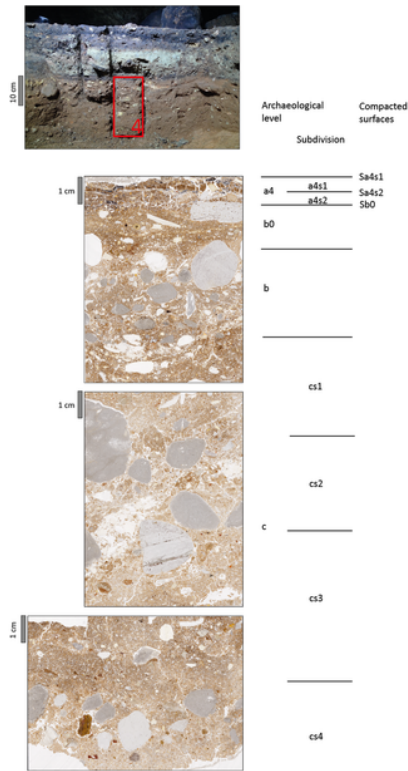 10 cm
4
Archaeological level
Compacted surfaces
Subdivision
1 cm
a4
a4s1
a4s2
Sa4s1
Sa4s2
Sb0
b0
b
cs1
1 cm
cs2
c
cs3
1 cm
cs4